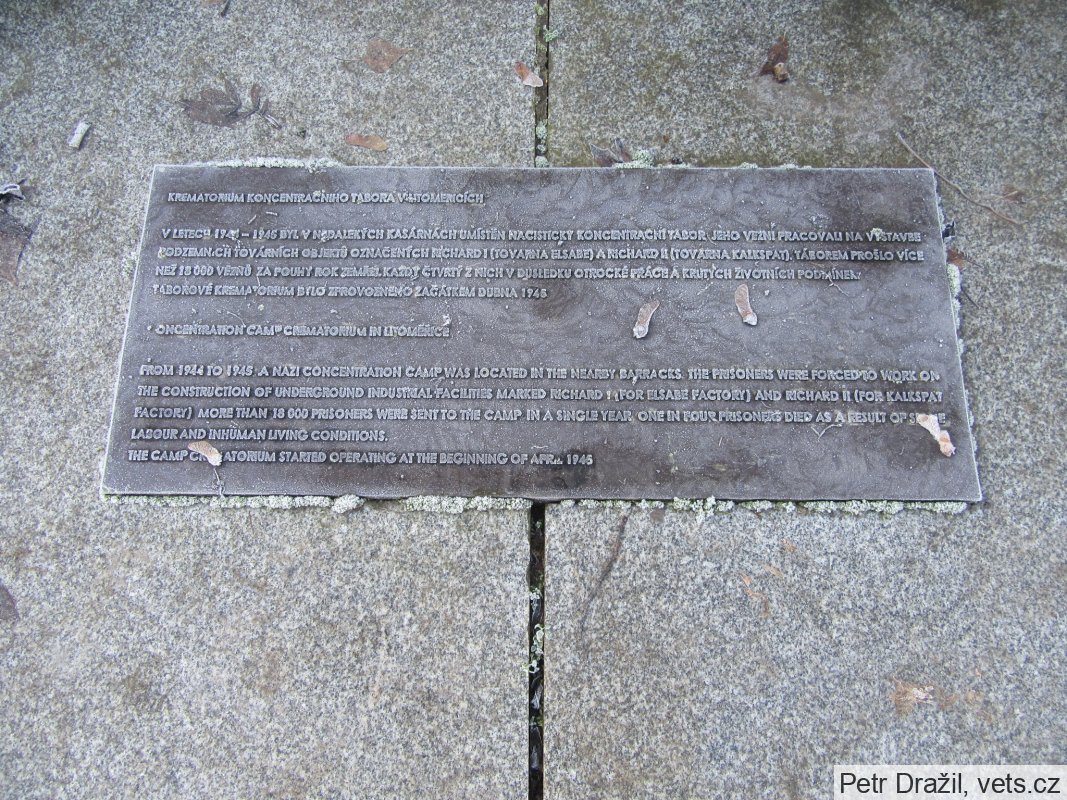 KREMATORIUM KONCENTRAČNÍHO TÁBORA V LITOMĚŘICÍCH
V LETECH 1944 – 1945 BYL V NEDALEKÝCH KASÁRNÁCH UMÍSTĚN NACISTICKÝ KONCENTRAČNÍ TÁBOR. JEHO VĚZNI PRACOVALI NA VÝSTAVBĚ
PODZEMNÍCH TOVÁRNÍCH OBJEKTŮ OZNAČENÝCH RICHARD I (TOVÁRNA ELSABE) A RICHARD II (TOVÁRNA KALKSPAT). TÁBOREM PROŠLO VÍCE
NEŽ 18 000 VĚZŇŮ. ZA POUHÝ ROK ZEMŘEL KAŽDÝ ČTVRTÝ Z NICH V DŮSLEDKU OTROCKÉ PRÁCE A KRUTÝCH ŽIVOTNÍCH PODMÍNEK.
TÁBOROVÉ KREMATORIUM BYLO ZPROVOZNĚNO ZAČÁTKEM DUBNA 1945.
CONCENTRATION CAMP CREMATORIUM IN LITOMĚŘICE
FROM 1944 TO 1945, A NAZI CONCENTRATION CAMP WAS LOCATED IN THE NEARBY BARRACKS. THE PRISONERS WERE FORCED TO WORK ON
THE CONSTRUCTION OF UNDERGROUND INDUSTRIAL FACILITIES MARKED RICHARD I (FOR ELSABE FACTORY) AND RICHARD II (FOR KALKSPAT
FACTORY). MORE THAN 18 000 PRISONERS WERE SENT TO THE CAMP IN A SINGLE YEAR. ONE IN FOUR PRISONERS DIED AS A RESULT OF SLAVE
LABOUR AND INHUMAN LIVING CONDITIONS.
THE CAMP CREMATORIUM STARTED OPERATING AT THE BEGINNING OF APRIL 1945.
Petr Dražil, vets.cz